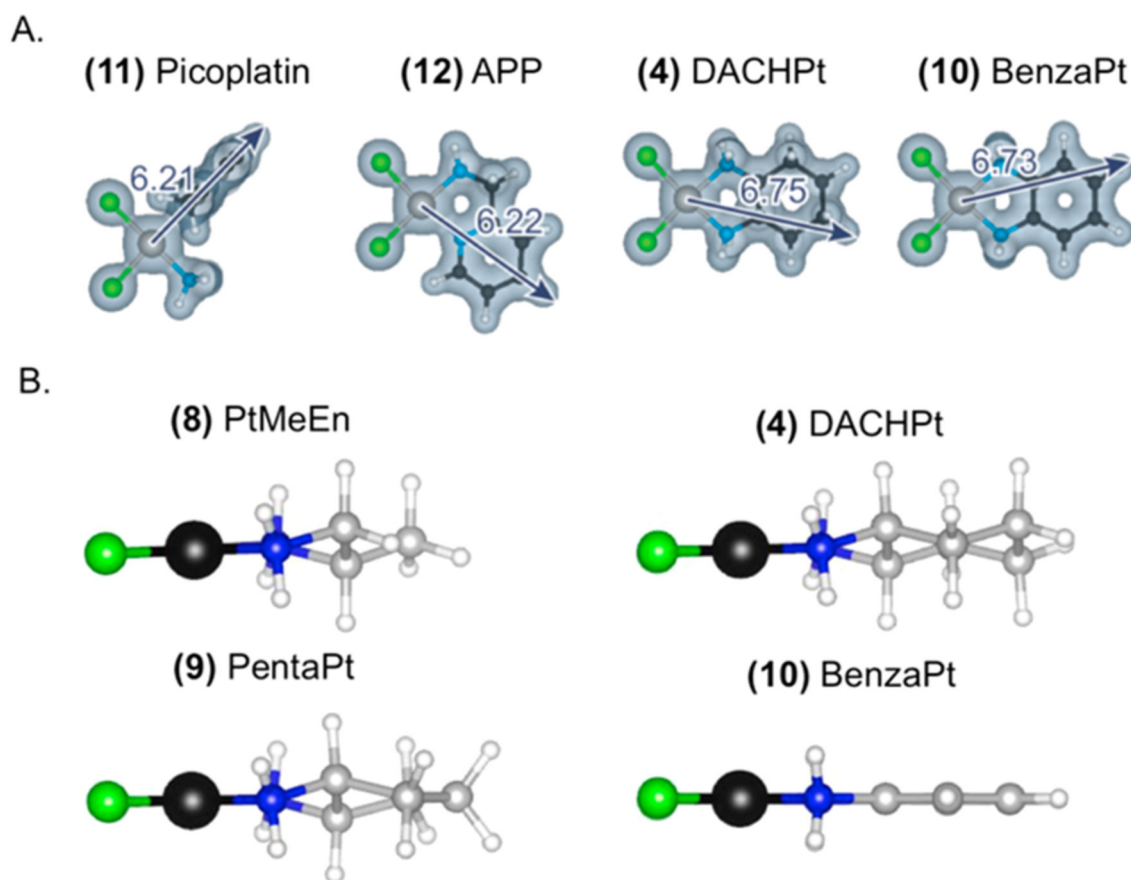 A.
(11) Picoplatin (12) APP (4) DACHPt (10) BenzaPt
6.21 6.22 6.75 6.73
B.
(8) PtMeEn (4) DACHPt
(9) PentaPt (10) BenzaPt